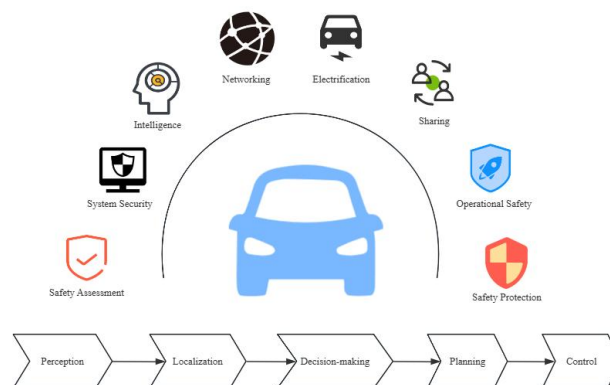 Networking
Electrification
Intelligence
Sharing
System Security
Operational Safety
Safety Assessment
Safety Protection
Perception
Localization
Decision-making
Planning
Control